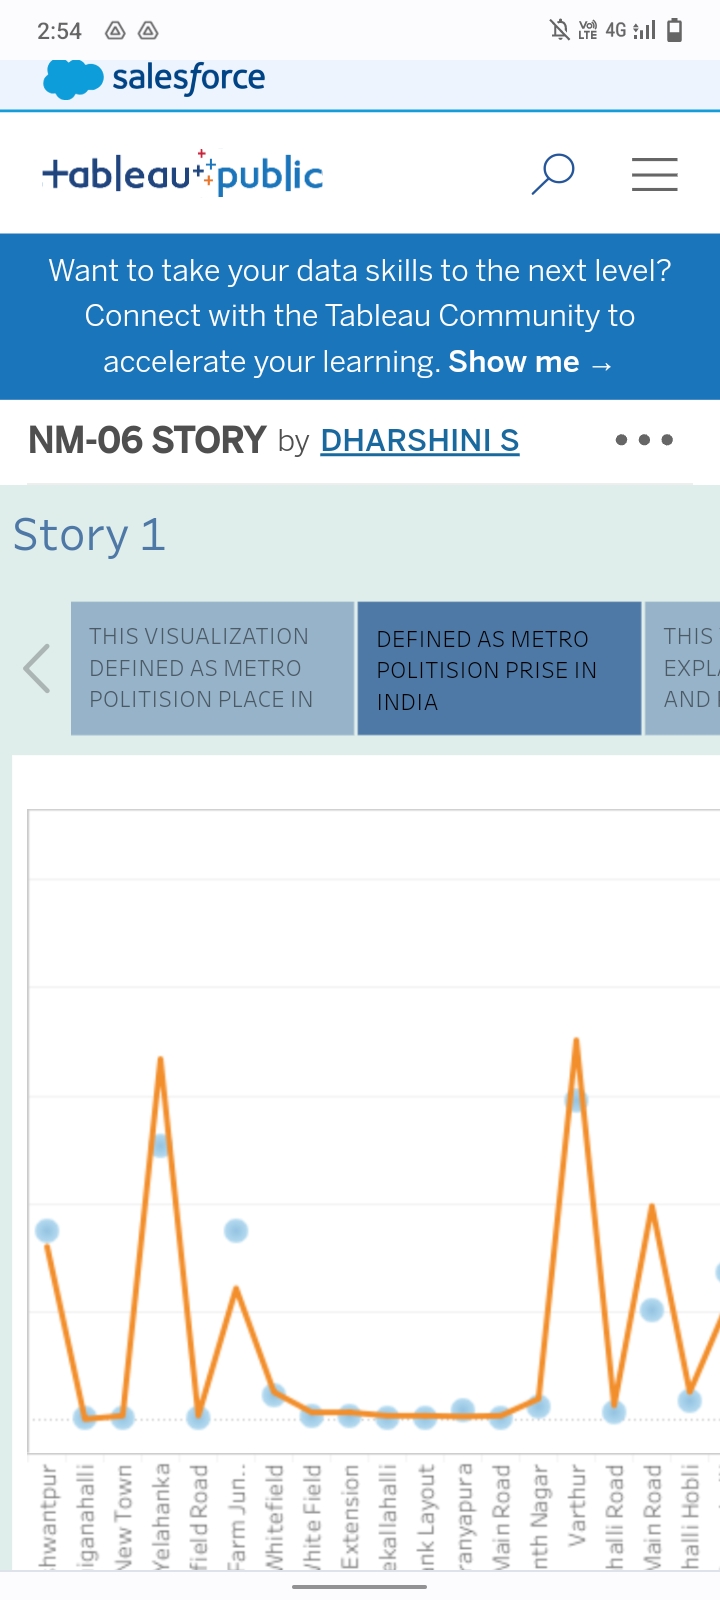 2:54
Vo) LTE 4G
salesforce
tableau public
Want to take your data skills to the next level?
Connect with the Tableau Community to
accelerate your learning. Show me →
NM-06 STORY by DHARSHINI S
Story 1
THIS VISUALIZATION
DEFINED AS METRO
POLITISION PLACE IN
DEFINED AS METRO
POLITISION PRISE IN
INDIA
THIS
EXPLA
AND
shwantpur
iganahalli
New Town
Yelahanka
field Road
Farm Jun..
Whitefield
White Field
Extension
ekallahalli
nk Layout
ranyapura
Main Road
nth Nagar
Varthur
halli Road
Main Road
halli Hobli